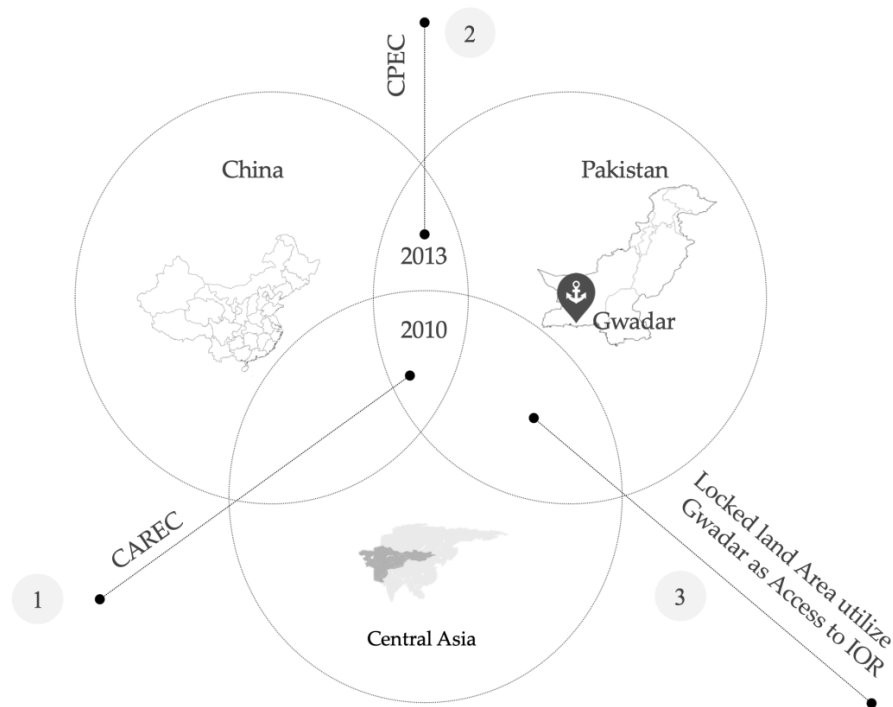 2
CPEC
China
Pakistan
2013
Gwadar
2010
CAREC
1
Central Asia
3
Locked land Area utilize
Gwadar as Access to IOR